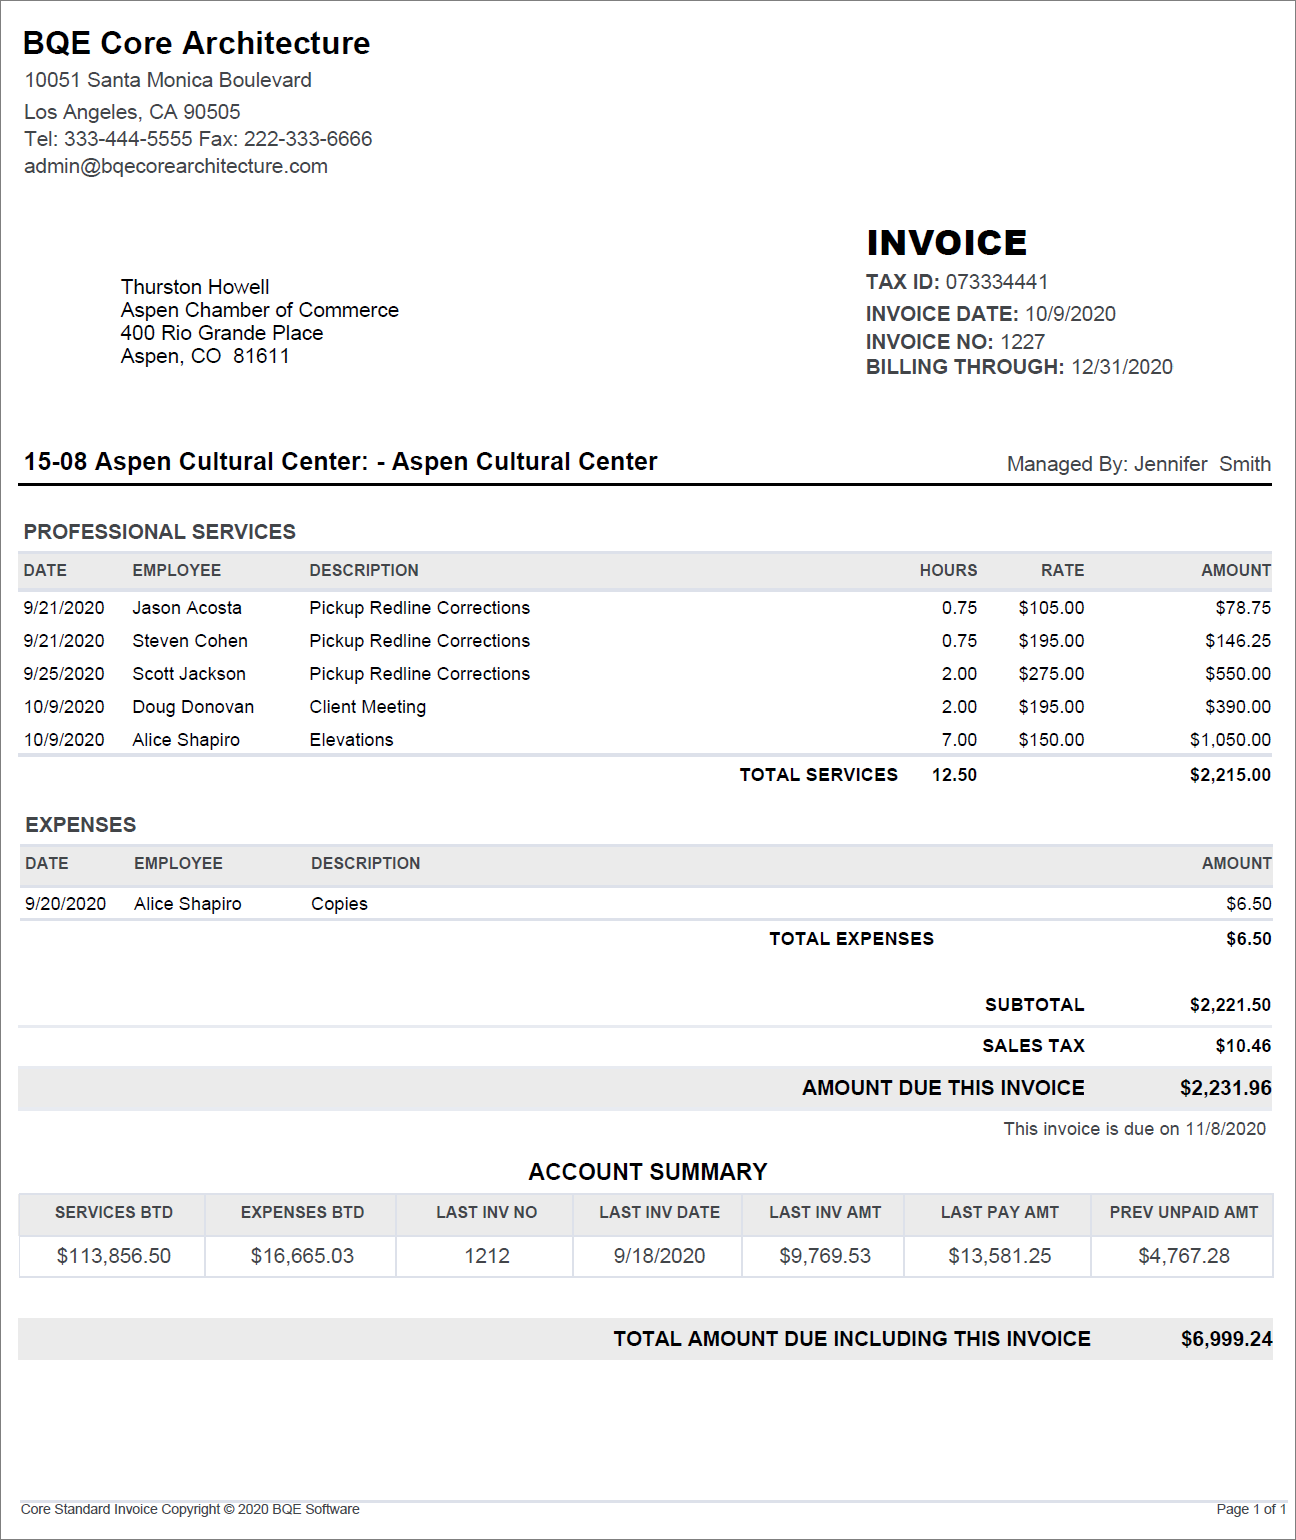 BQE Core Architecture
10051 Santa Monica Boulevard
Los Angeles, CA 90505
Tel: 333-444-5555 Fax: 222-333-6666
admin@bqecorearchitecture.com
INVOICE
TAX ID: 073334441
INVOICE DATE: 10/9/2020
INVOICE NO: 1227
BILLING THROUGH: 12/31/2020
Thurston Howell
Aspen Chamber of Commerce
400 Rio Grande Place
Aspen, CO  81611
15-08 Aspen Cultural Center: - Aspen Cultural Center Managed By: Jennifer  Smith
PROFESSIONAL SERVICES
DATE EMPLOYEE DESCRIPTION HOURS RATE AMOUNT
9/21/2020 Jason Acosta Pickup Redline Corrections 0.75 $105.00 $78.75
9/21/2020 Steven Cohen Pickup Redline Corrections 0.75 $195.00 $146.25
9/25/2020 Scott Jackson Pickup Redline Corrections 2.00 $275.00 $550.00
10/9/2020 Doug Donovan Client Meeting 2.00 $195.00 $390.00
10/9/2020 Alice Shapiro Elevations 7.00 $150.00 $1,050.00
TOTAL SERVICES 12.50 $2,215.00
EXPENSES
DATE EMPLOYEE DESCRIPTION AMOUNT
9/20/2020 Alice Shapiro Copies $6.50
TOTAL EXPENSES $6.50
SUBTOTAL $2,221.50
SALES TAX $10.46
AMOUNT DUE THIS INVOICE $2,231.96
This invoice is due on 11/8/2020
ACCOUNT SUMMARY
SERVICES BTD EXPENSES BTD LAST INV NO LAST INV DATE LAST INV AMT LAST PAY AMT PREV UNPAID AMT
$113,856.50 $16,665.03 1212 9/18/2020 $9,769.53 $13,581.25 $4,767.28
TOTAL AMOUNT DUE INCLUDING THIS INVOICE $6,999.24
Core Standard Invoice Copyright © 2020 BQE Software Page 1 of 1